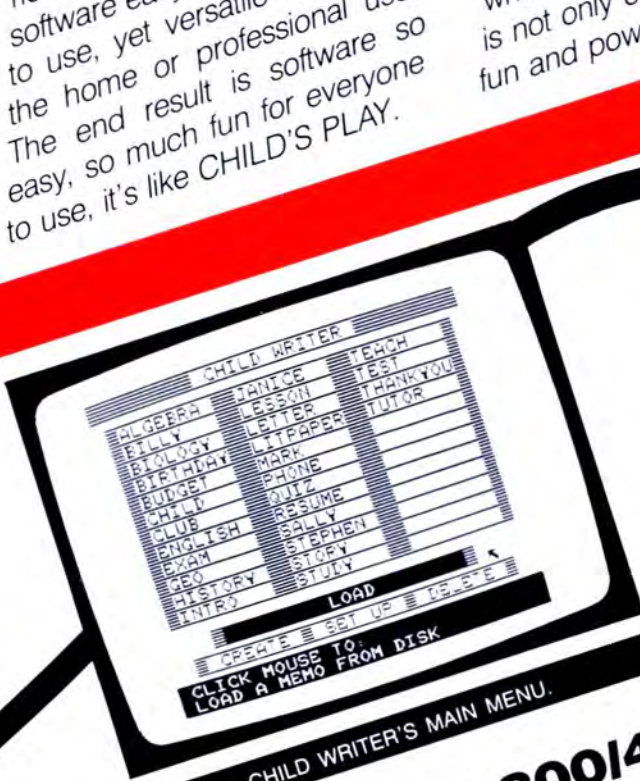 software
to use, yet versatile
the home or professional
The end result is software so
easy, so much fun for everyone
to use, it's like CHILD'S PLAY.
is not only
fun and
CHILD WRITER
ALGEBRA JANICE TEACH
BILLY LESSON TEST
BIOLOGY LETTER THANKYOU
BIRTHDAY LITPAPER TUTOR
BUDGET MARK
CHILD PHONE
CLUB QUIZ
ENGLISH RESUME
EXAM SALLY
GEO STEPHEN
HISTORY STORY
INTRO STUDY
LOAD
CREATE SET UP DELETE
CLICK MOUSE TO:
LOAD A MEMO FROM DISK
CHILD WRITER'S MAIN MENU.